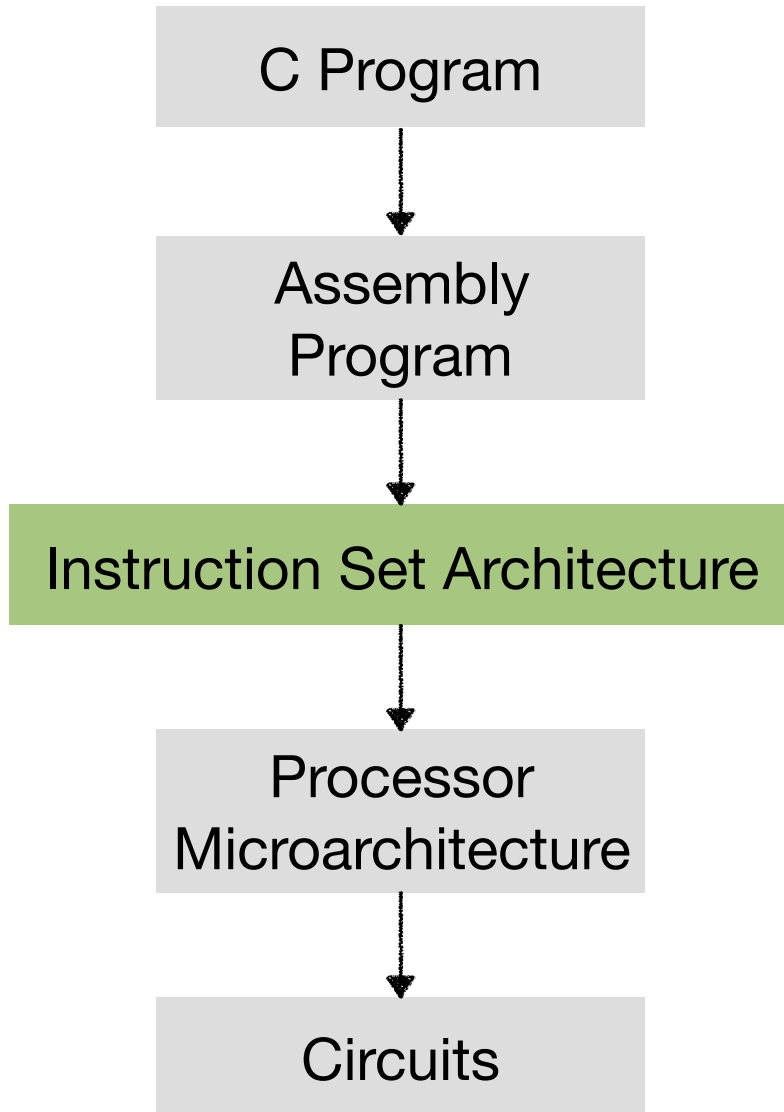 C Program
Assembly
Program
Instruction Set Architecture
Processor
Microarchitecture
Circuits